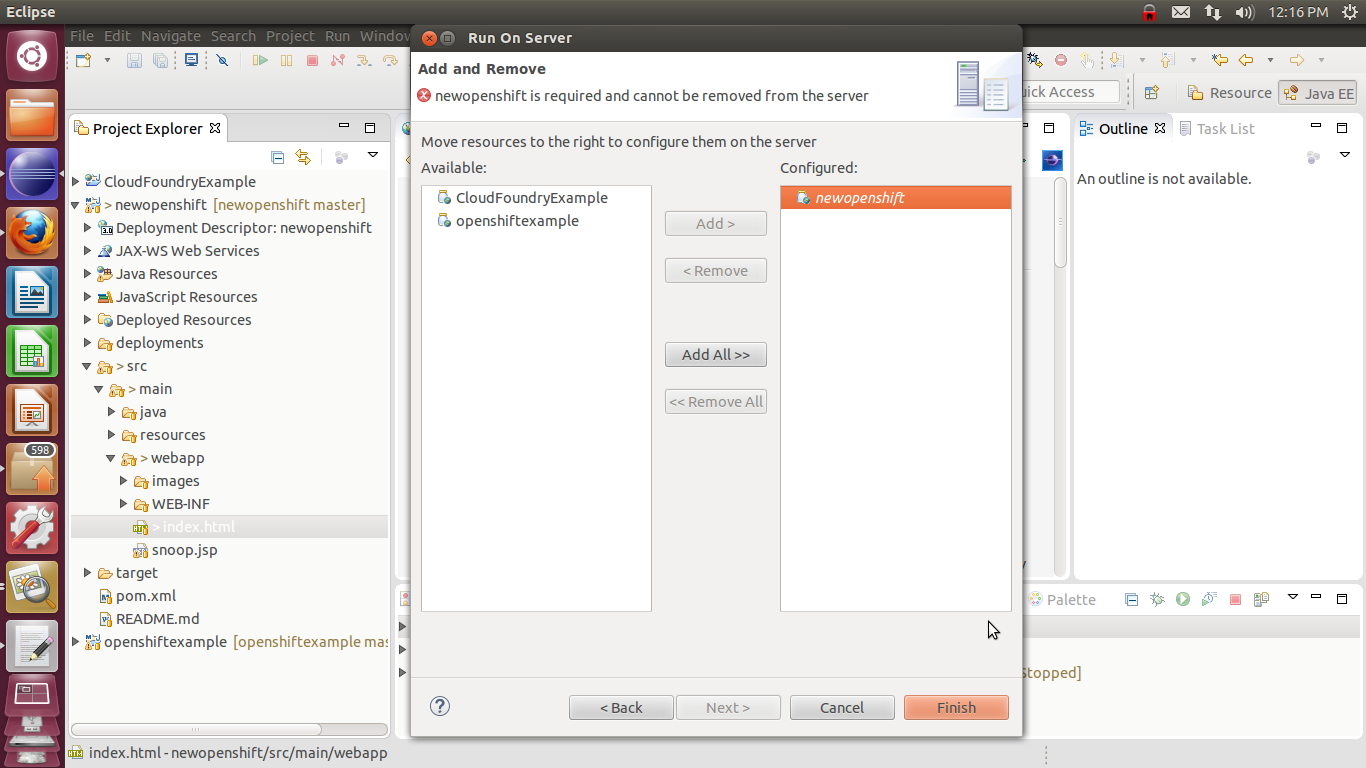 Eclipse
12:16 PM
File Edit Navigate Search Project Run Window
Run On Server
Add and Remove
newopenshift is required and cannot be removed from the server
Quick Access
Resource
Java EE
Project Explorer
Outline
Task List
Move resources to the right to configure them on the server
Available:
Configured:
An outline is not available.
CloudFoundryExample
> newopenshift [newopenshift master]
Deployment Descriptor: newopenshift
JAX-WS Web Services
Java Resources
JavaScript Resources
Deployed Resources
deployments
> src
> main
java
resources
> webapp
images
WEB-INF
> index.html
snoop.jsp
target
pom.xml
README.md
openshiftexample [openshiftexample mas
598
CloudFoundryExample
openshiftexample
Add >
< Remove
Add All >>
<< Remove All
newopenshift
Palette
Stopped]
< Back
Next >
Cancel
Finish
index.html - newopenshift/src/main/webapp